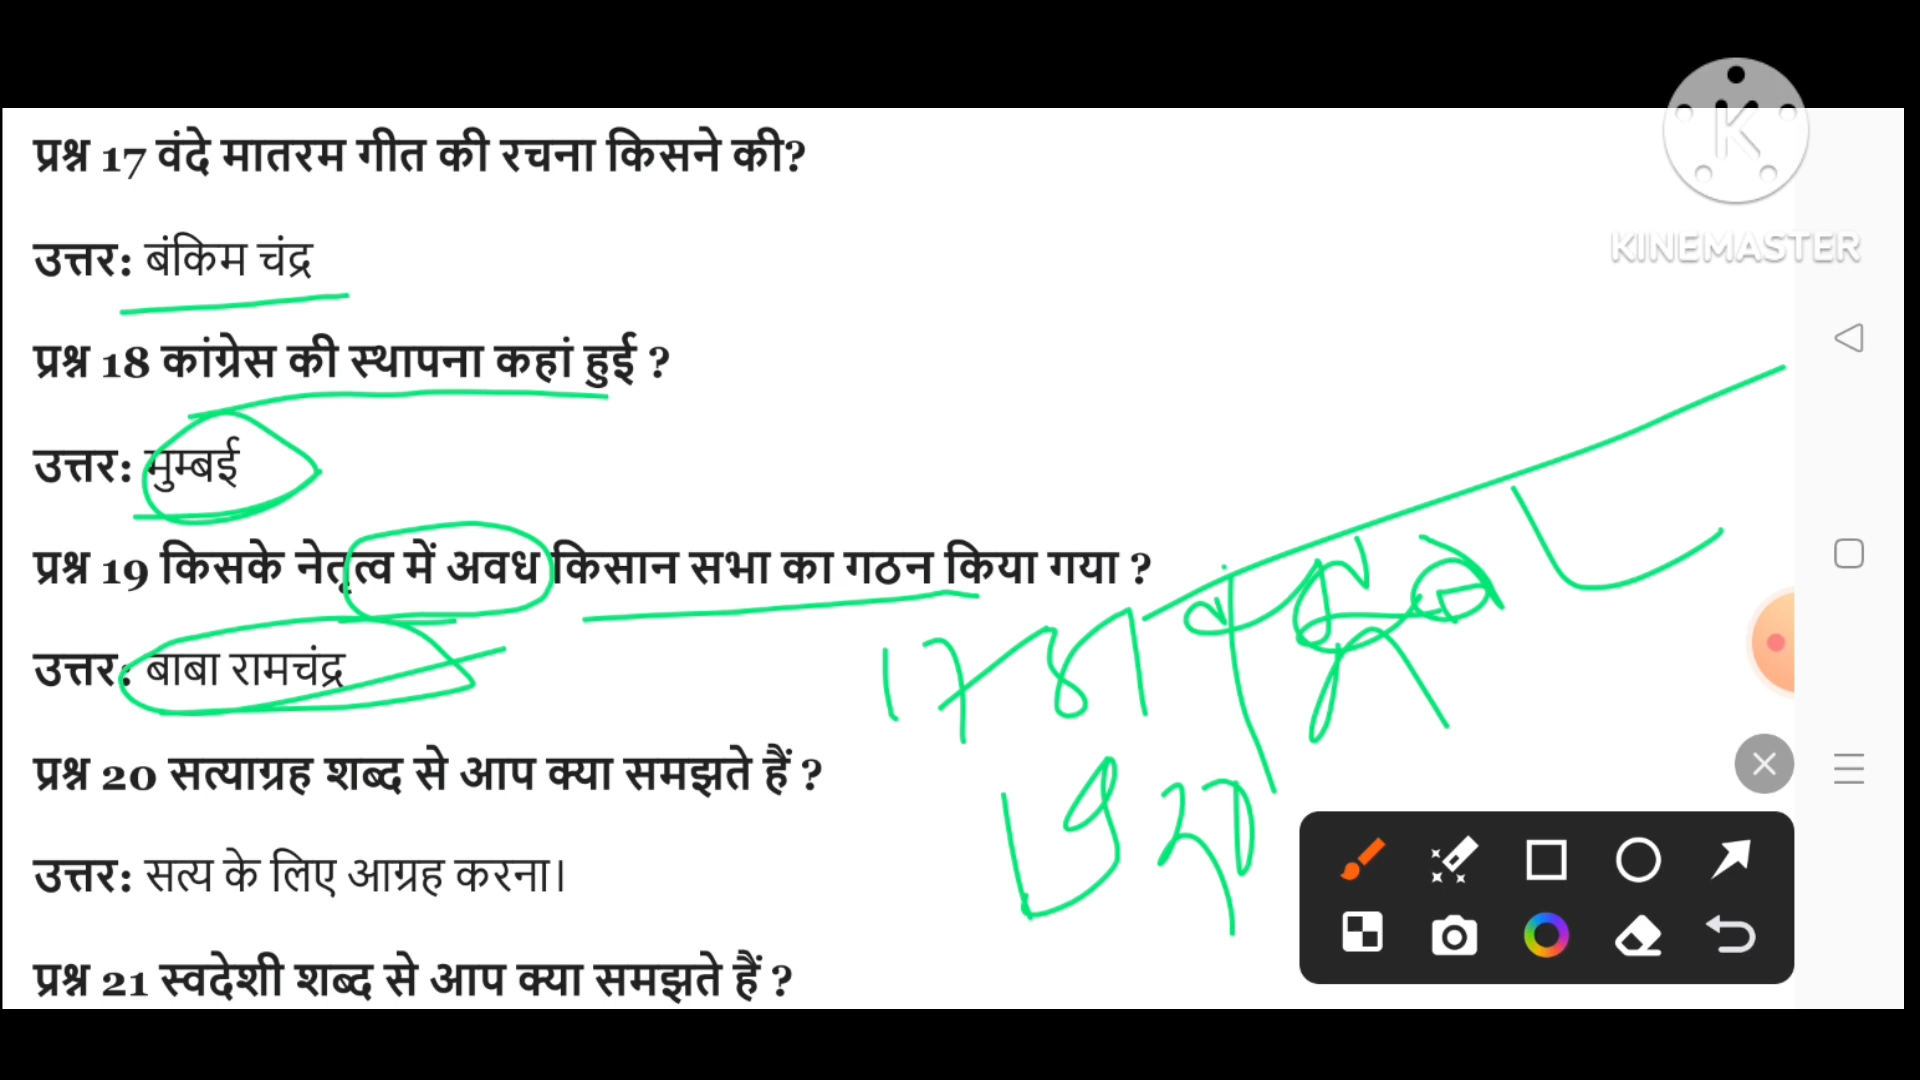 प्रश्न 17 वंदे मातरम गीत की रचना किसने की?
KINEMASTER
उत्तर: बंकिम चंद्र
प्रश्न 18 कांग्रेस की स्थापना कहां हुई ?
उत्तर: मुम्बई
प्रश्न 19 किसके नेतृत्व में अवध किसान सभा का गठन किया गया ?
उत्तर: बाबा रामचंद्र
प्रश्न 20 सत्याग्रह शब्द से आप क्या समझते हैं ?
उत्तर: सत्य के लिए आग्रह करना।
प्रश्न 21 स्वदेशी शब्द से आप क्या समझते हैं ?